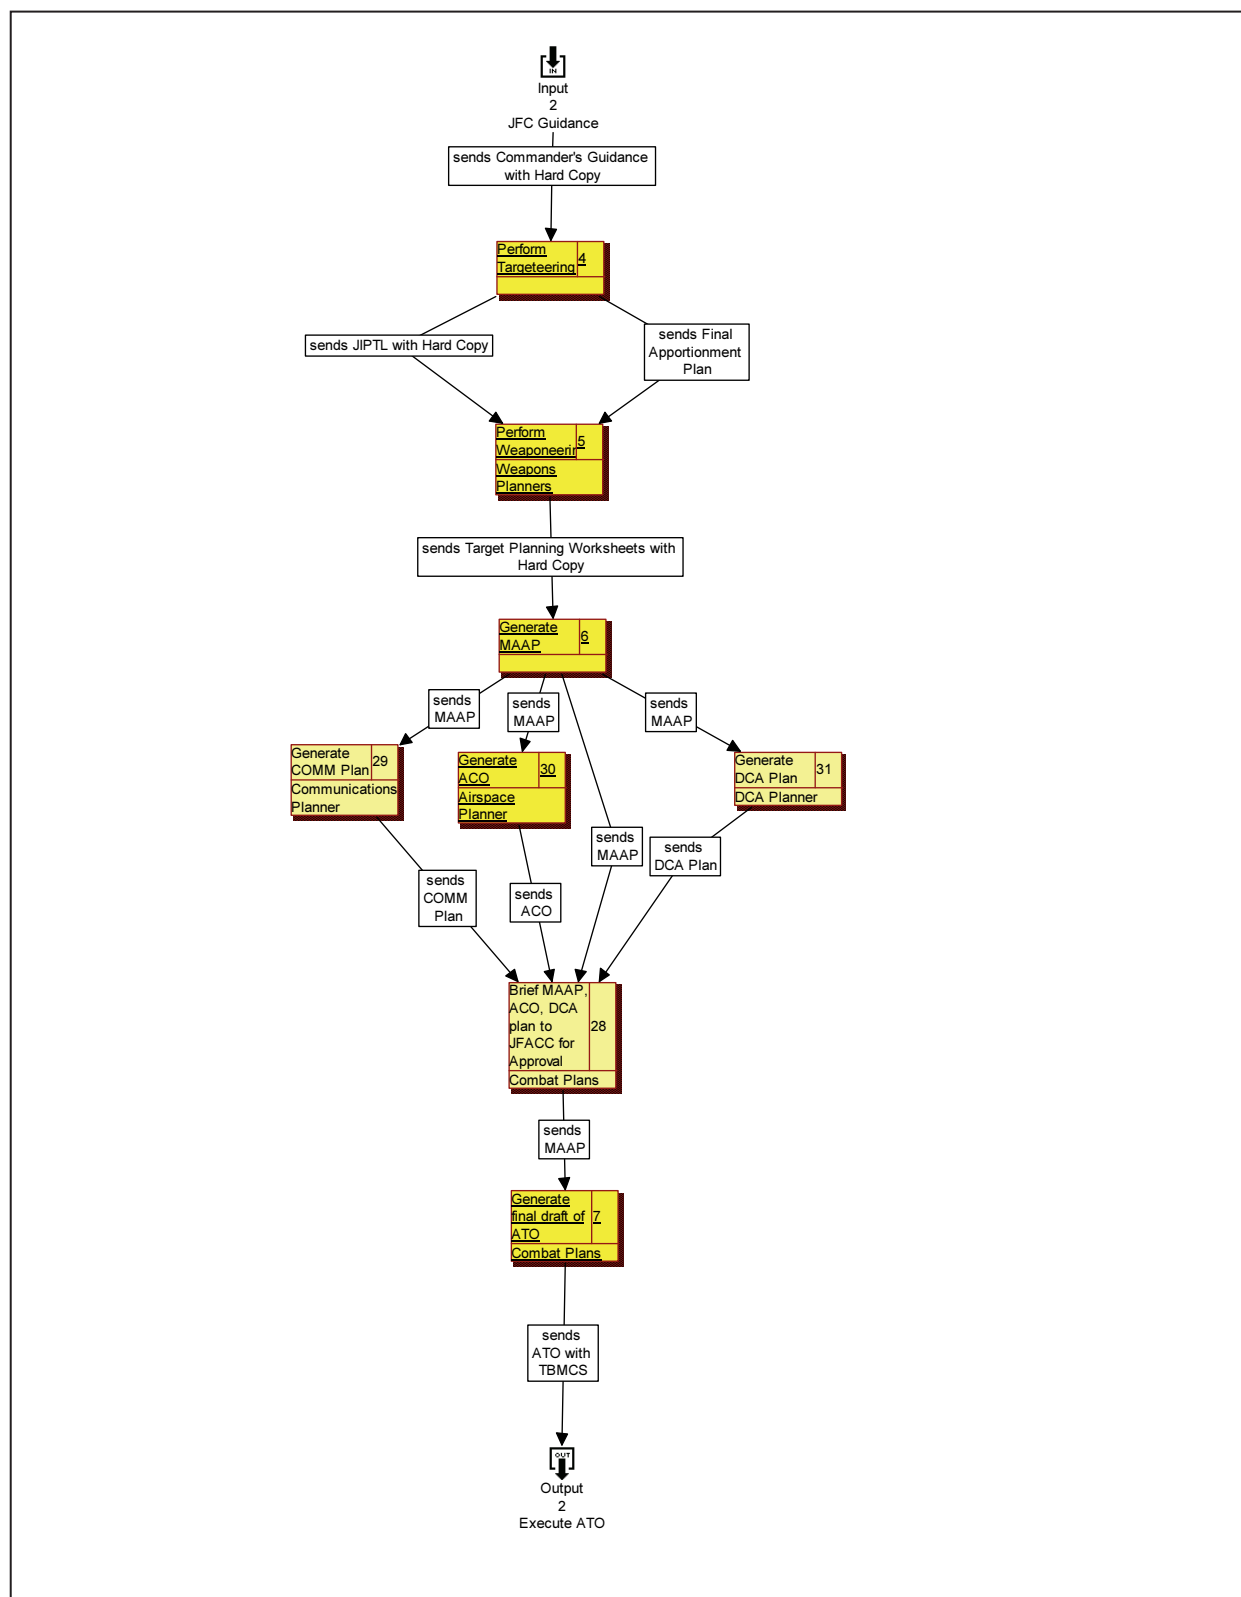 IN
Input
2
JFC Guidance
sends Commander's Guidance
with Hard Copy
Perform
Targeteering
4
sends JIPTL with Hard Copy
sends Final
Apportionment
Plan
Perform
Weaponeerin
5
Weapons
Planners
sends Target Planning Worksheets with
Hard Copy
Generate
MAAP
6
sends
MAAP
sends
MAAP
sends
MAAP
Generate
COMM Plan
29
Communications
Planner
Generate
ACO
30
Airspace
Planner
Generate
DCA Plan
31
DCA Planner
sends
MAAP
sends
DCA Plan
sends
COMM
Plan
sends
ACO
Brief MAAP,
ACO, DCA
plan to
JFACC for
Approval
28
Combat Plans
sends
MAAP
Generate
final draft of
ATO
7
Combat Plans
sends
ATO with
TBMCS
OUT
Output
2
Execute ATO